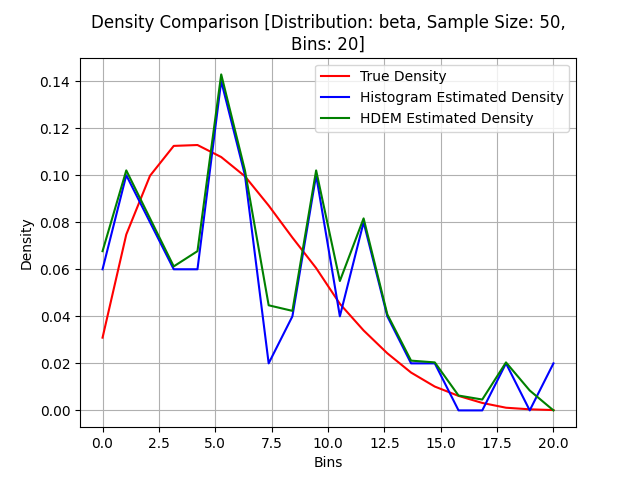 Density Comparison [Distribution: beta, Sample Size: 50,
Bins: 20]
True Density
Histogram Estimated Density
HDEM Estimated Density
Density
0.14
0.12
0.10
0.08
0.06
0.04
0.02
0.00
0.0 2.5 5.0 7.5 10.0 12.5 15.0 17.5 20.0
Bins